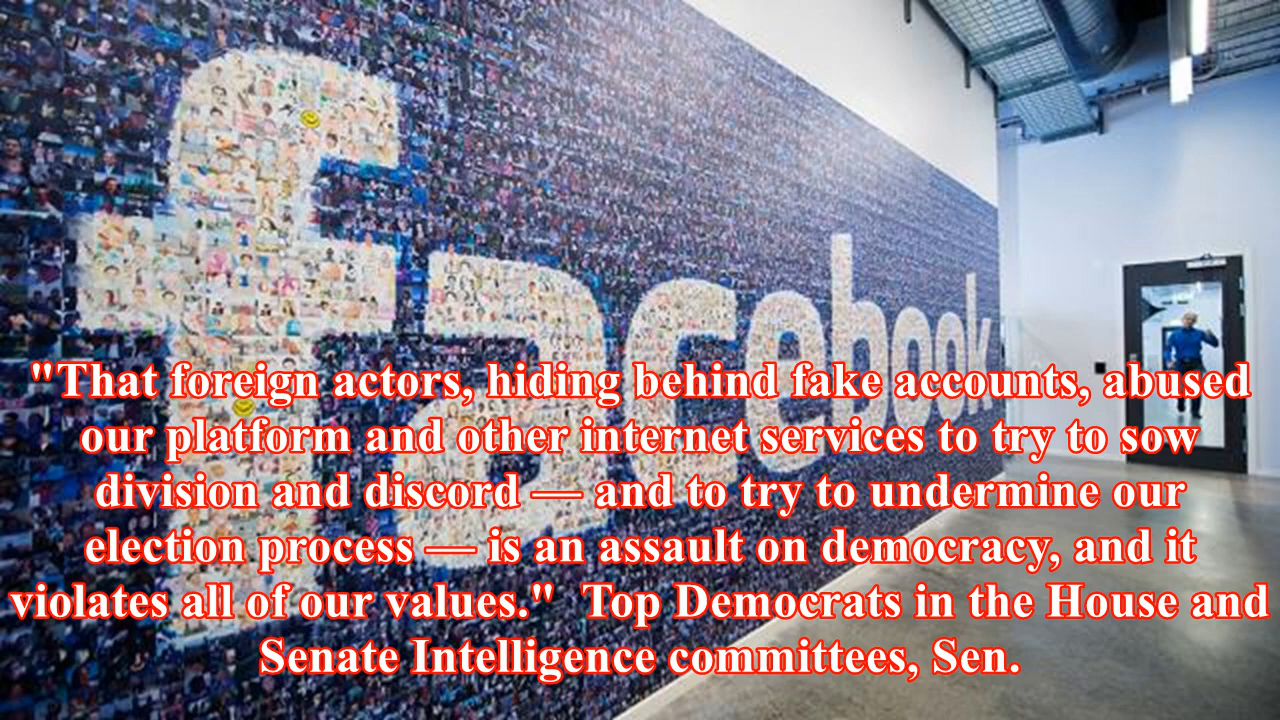 facebook
"That foreign actors, hiding behind fake accounts, abused
our platform and other internet services to try to sow
division and discord — and to try to undermine our
election process — is an assault on democracy, and it
violates all of our values."  Top Democrats in the House and
Senate Intelligence committees, Sen.